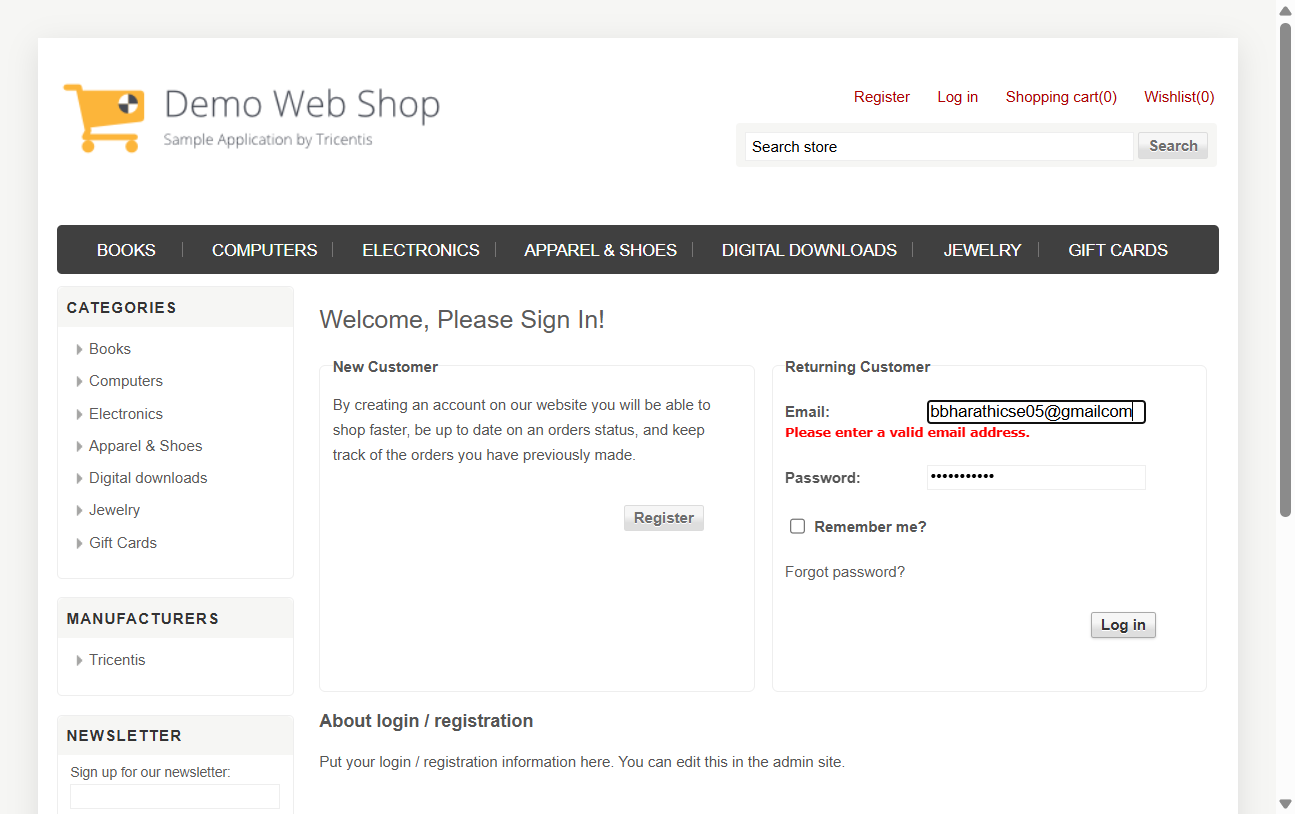 Demo Web Shop
Sample Application by Tricentis
Register Log in Shopping cart(0) Wishlist(0)
Search store Search
BOOKS COMPUTERS ELECTRONICS APPAREL & SHOES DIGITAL DOWNLOADS JEWELRY GIFT CARDS
CATEGORIES
Books
Computers
Electronics
Apparel & Shoes
Digital downloads
Jewelry
Gift Cards
MANUFACTURERS
Tricentis
NEWSLETTER
Sign up for our newsletter:
Welcome, Please Sign In!
New Customer
By creating an account on our website you will be able to
shop faster, be up to date on an orders status, and keep
track of the orders you have previously made.
Register
Returning Customer
Email: bbharathicse05@gmailcom
Please enter a valid email address.
Password: •••••••••••
Remember me?
Forgot password?
Log in
About login / registration
Put your login / registration information here. You can edit this in the admin site.